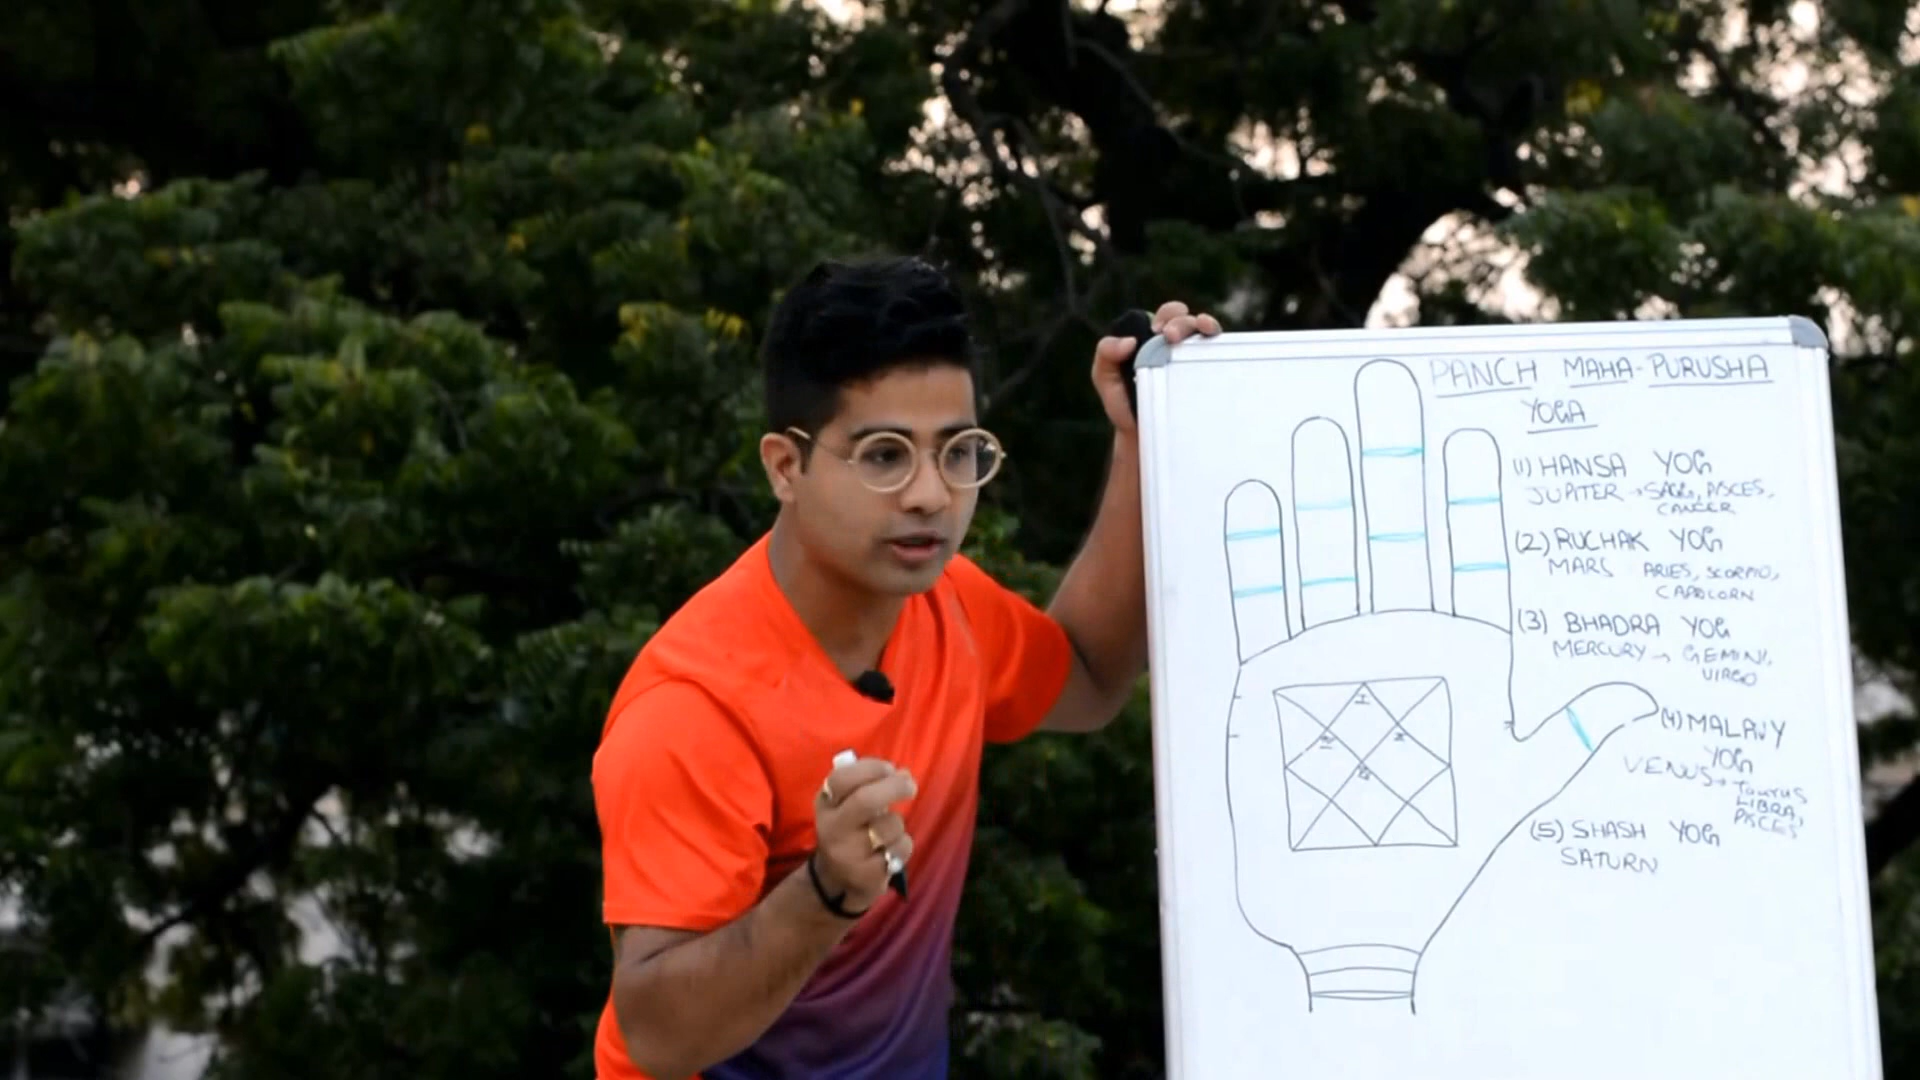 PANCH MAHA-PURUSHA
YOGA
(1) HANSA YOG
JUPITER → SAGG, PISCES,
CANCER
(2) RUCHAK YOG
MARS ARIES, SCORPIO,
CAPRICORN
(3) BHADRA YOG
MERCURY → GEMINI,
VIRGO
(4) MALAVY
YOG
VENUS → Taurus
LIBRA,
PISCES
(5) SHASH YOG
SATURN